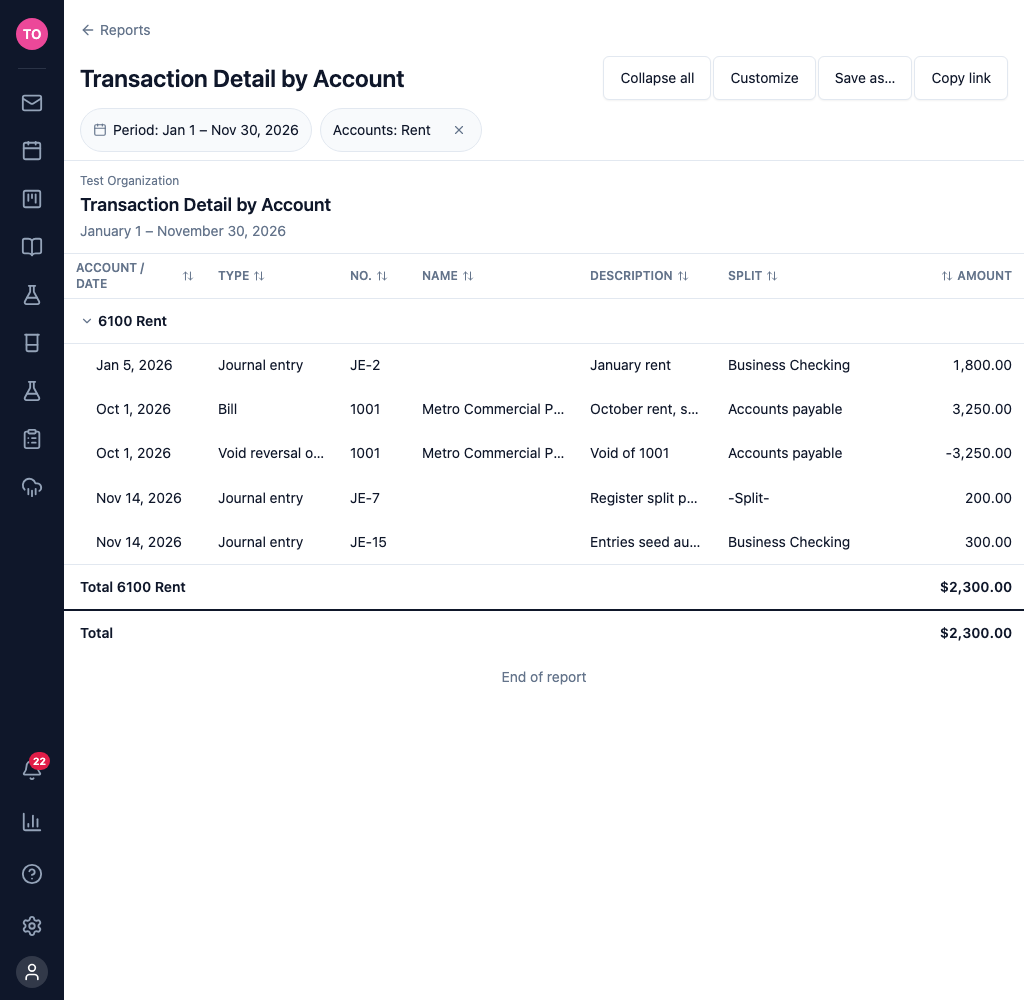 TO
Reports
Transaction Detail by Account
Collapse all
Customize
Save as...
Copy link
Period: Jan 1 – Nov 30, 2026
Accounts: Rent
Test Organization
Transaction Detail by Account
January 1 – November 30, 2026
ACCOUNT / DATE TYPE NO. NAME DESCRIPTION SPLIT AMOUNT
6100 Rent
Jan 5, 2026 Journal entry JE-2 January rent Business Checking 1,800.00
Oct 1, 2026 Bill 1001 Metro Commercial P... October rent, s... Accounts payable 3,250.00
Oct 1, 2026 Void reversal o... 1001 Metro Commercial P... Void of 1001 Accounts payable -3,250.00
Nov 14, 2026 Journal entry JE-7 Register split p... -Split- 200.00
Nov 14, 2026 Journal entry JE-15 Entries seed au... Business Checking 300.00
Total 6100 Rent $2,300.00
Total $2,300.00
End of report
22